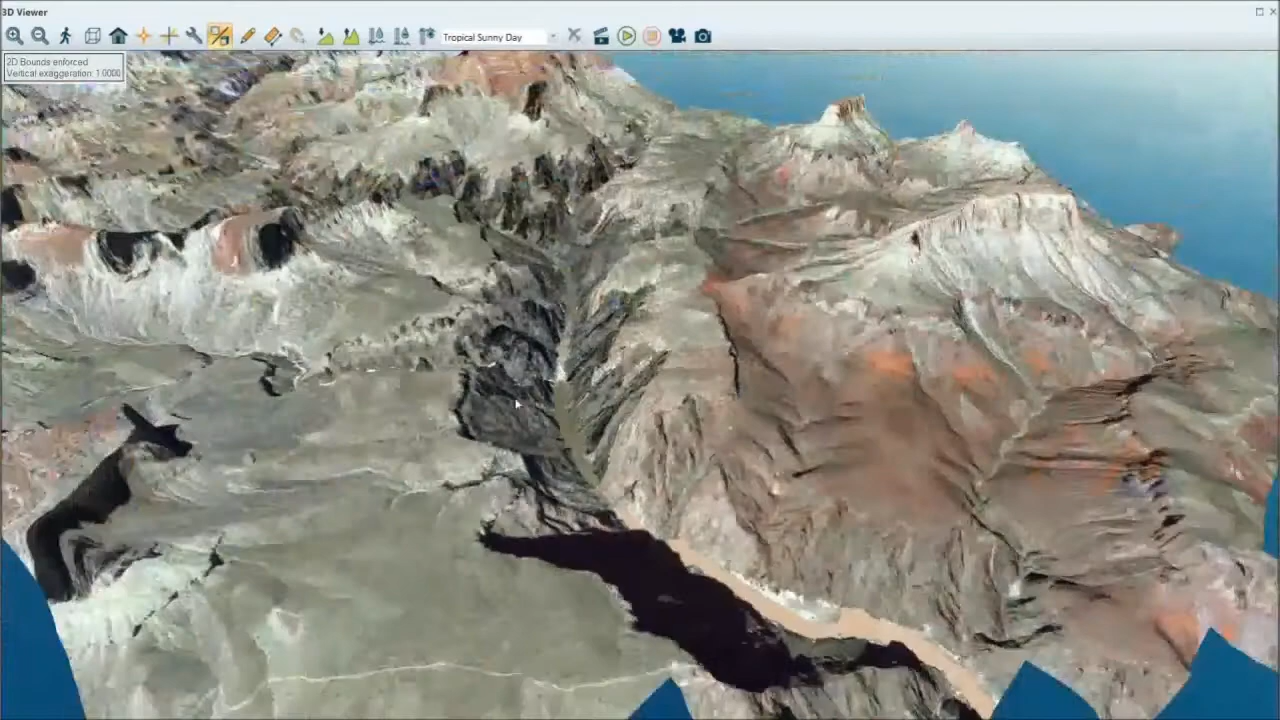 3D Viewer
Tropical Sunny Day
2D Bounds enforced
Vertical exaggeration: 1.0000